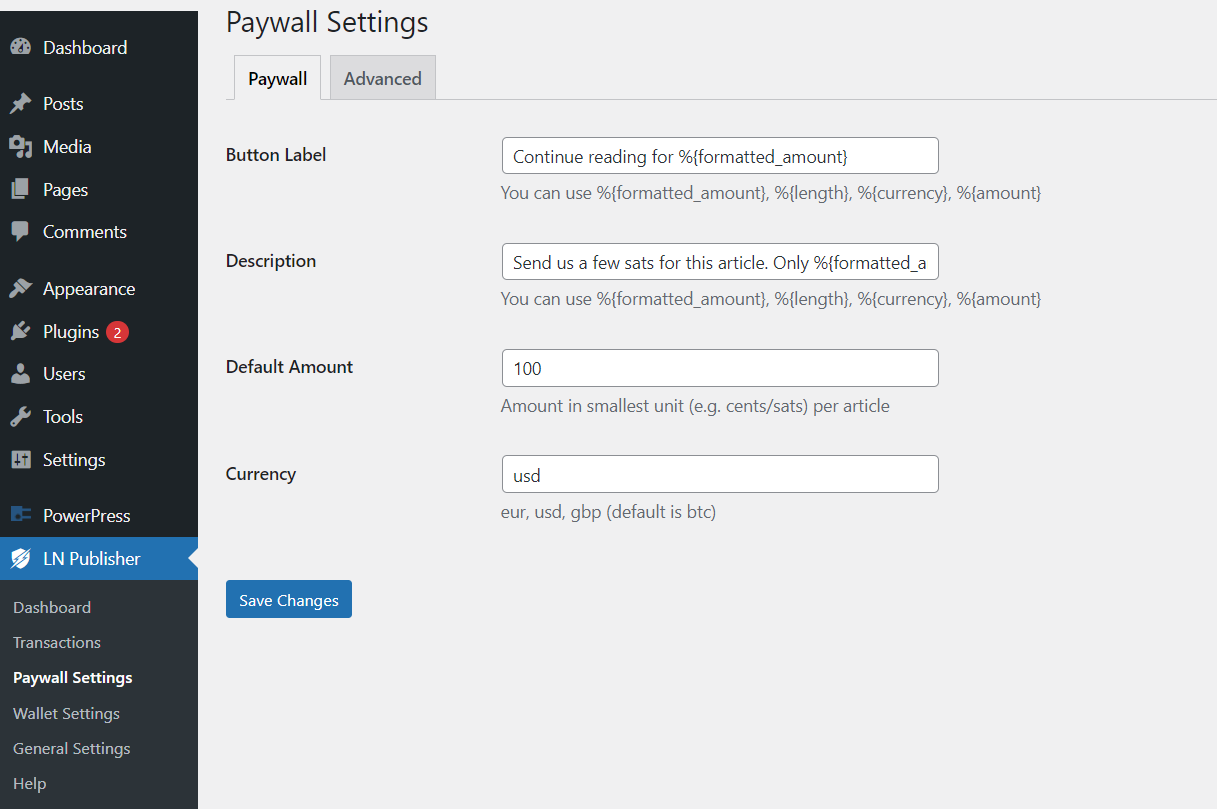 Dashboard
Posts
Media
Pages
Comments
Appearance
Plugins 2
Users
Tools
Settings
PowerPress
LN Publisher
Dashboard
Transactions
Paywall Settings
Wallet Settings
General Settings
Help
Paywall Settings
Paywall
Advanced
Button Label
Continue reading for %{formatted_amount}
You can use %{formatted_amount}, %{length}, %{currency}, %{amount}
Description
Send us a few sats for this article. Only %{formatted_a
You can use %{formatted_amount}, %{length}, %{currency}, %{amount}
Default Amount
100
Amount in smallest unit (e.g. cents/sats) per article
Currency
usd
eur, usd, gbp (default is btc)
Save Changes